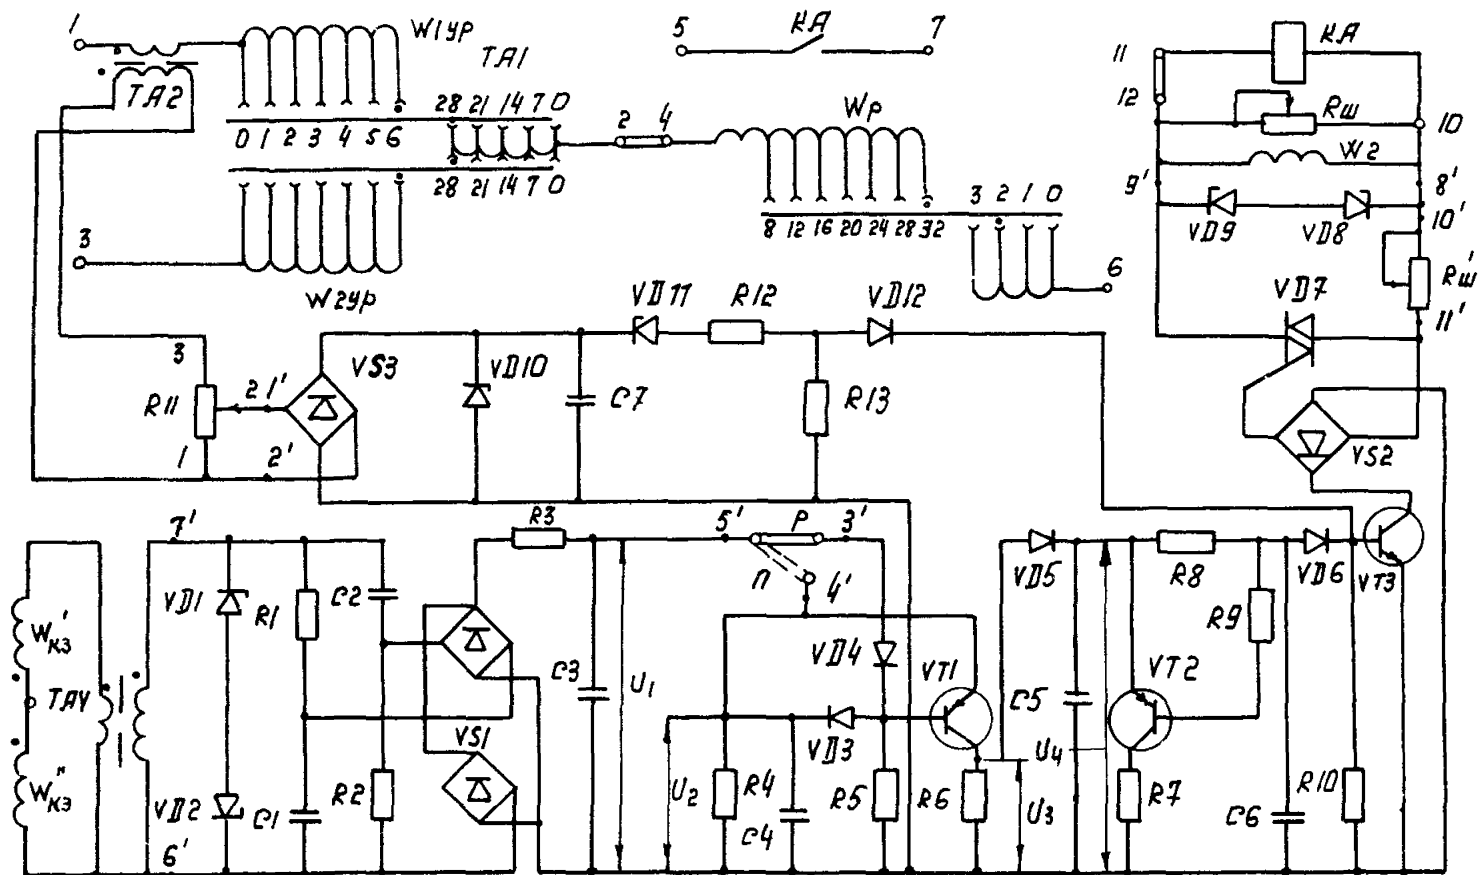 1
W1ур
TA1
5
KA
7
TA2
28 21 14 7 0
0 1 2 3 4 5 6
28 21 14 7 0
2 4
Wр
3
W2ур
8 12 16 20 24 28 32
3 2 1 0
6
11
KA
12
Rш
10
W2
9'
8'
10'
VD9
VD8
VD7
R'ш
11'
VS2
3
R11
2 1'
1
2'
VS3
VD10
C7
VD11
R12
VD12
R13
7'
W'кз
TAV
W"кз
VD1
VD2
6'
R1
C1
C2
R2
VS1
R3
C3
U1
5'
P
3'
П
4'
VD4
VT1
VD3
U2
R4
C4
R5
R6
U3
VD5
C5
U4
R8
R9
VT2
R7
VD6
C6
R10
VT3